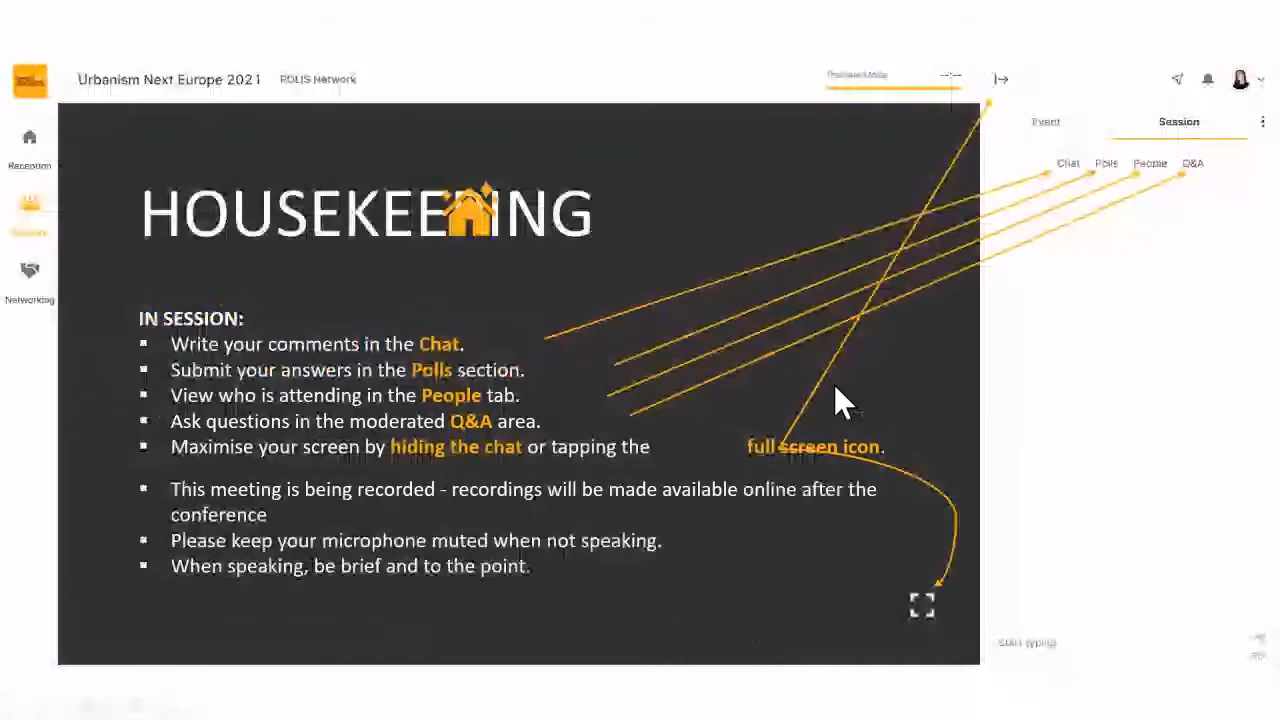 Urbanism Next Europe 2021 POLIS Network
Preview Mode
Reception
Networking
Event Session
Chat Polls People Q&A
HOUSEKEEPING
IN SESSION:
▪ Write your comments in the Chat.
▪ Submit your answers in the Polls section.
▪ View who is attending in the People tab.
▪ Ask questions in the moderated Q&A area.
▪ Maximise your screen by hiding the chat or tapping the full screen icon.
▪ This meeting is being recorded - recordings will be made available online after the
conference
▪ Please keep your microphone muted when not speaking.
▪ When speaking, be brief and to the point.
Start typing